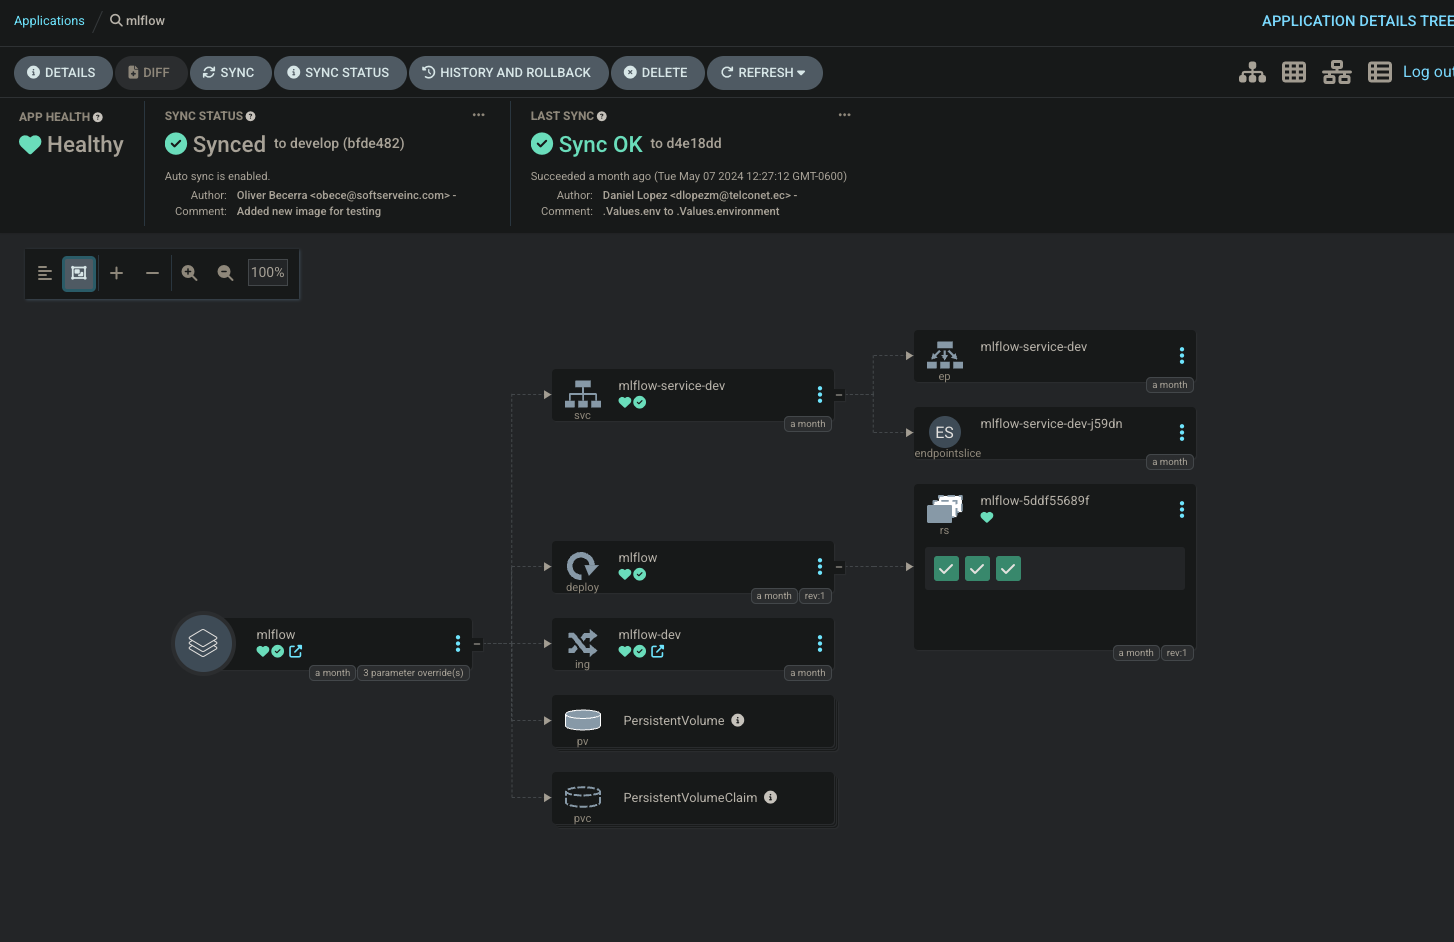 Applications / mlflow
APPLICATION DETAILS TREE
DETAILS DIFF SYNC SYNC STATUS HISTORY AND ROLLBACK DELETE REFRESH
Log out
APP HEALTH
Healthy
SYNC STATUS
Synced to develop (bfde482)
Auto sync is enabled.
Author: Oliver Becerra <obece@softserveinc.com> -
Comment: Added new image for testing
LAST SYNC
Sync OK to d4e18dd
Succeeded a month ago (Tue May 07 2024 12:27:12 GMT-0600)
Author: Daniel Lopez <dlopezm@telconet.ec> -
Comment: .Values.env to .Values.environment
100%
mlflow
a month 3 parameter override(s)
mlflow-service-dev
svc
a month
mlflow
deploy
a month rev:1
mlflow-dev
ing
a month
PersistentVolume
pv
PersistentVolumeClaim
pvc
mlflow-service-dev
ep
a month
ES
mlflow-service-dev-j59dn
endpointslice
a month
mlflow-5ddf55689f
rs
a month rev:1